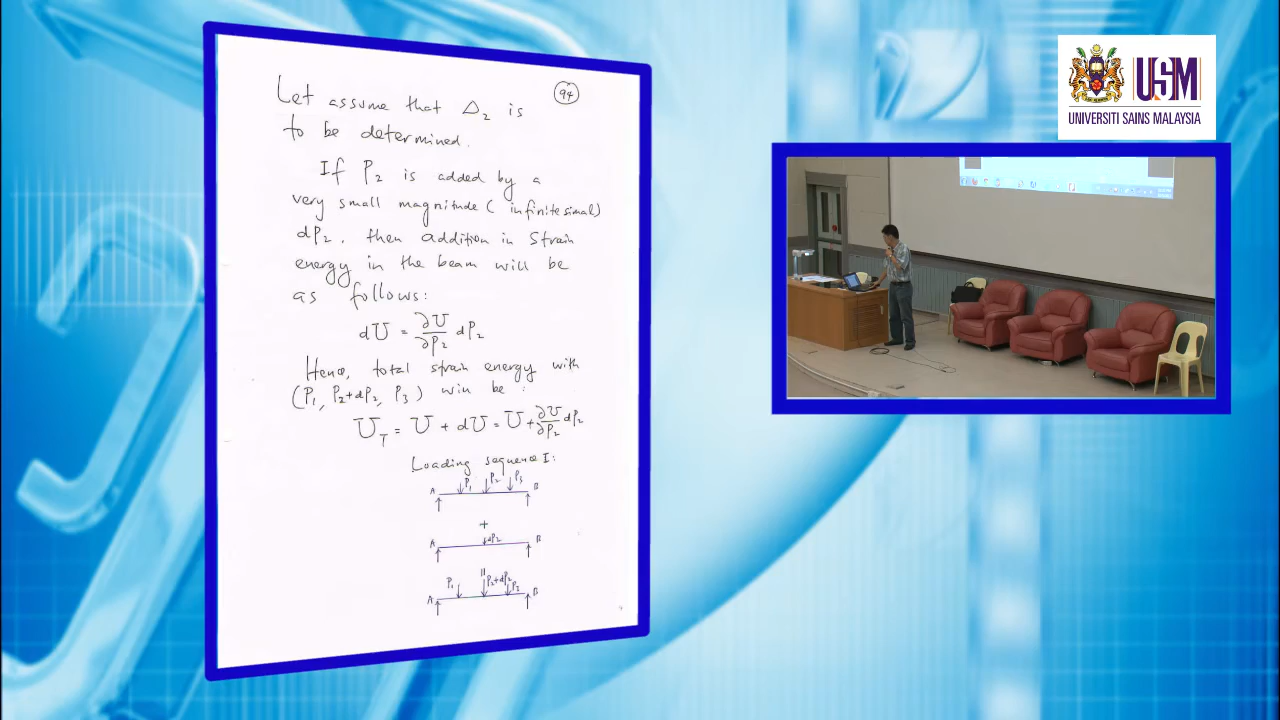 94
Let assume that Δ₂ is
to be determined.
If P₂ is added by a
very small magnitude ( infinitesimal)
dP₂, then addition in Strain
energy in the beam will be
as follows:
dU = ∂U/∂P₂ dP₂
Hence, total strain energy with
(P₁, P₂+dP₂, P₃) will be :
U_T = U + dU = U + ∂U/∂P₂ dP₂
Loading sequence I:
A P₁ P₂ P₃ B
+
A dP₂ B
||
A P₁ P₂+dP₂ P₃ B
USM
UNIVERSITI SAINS MALAYSIA